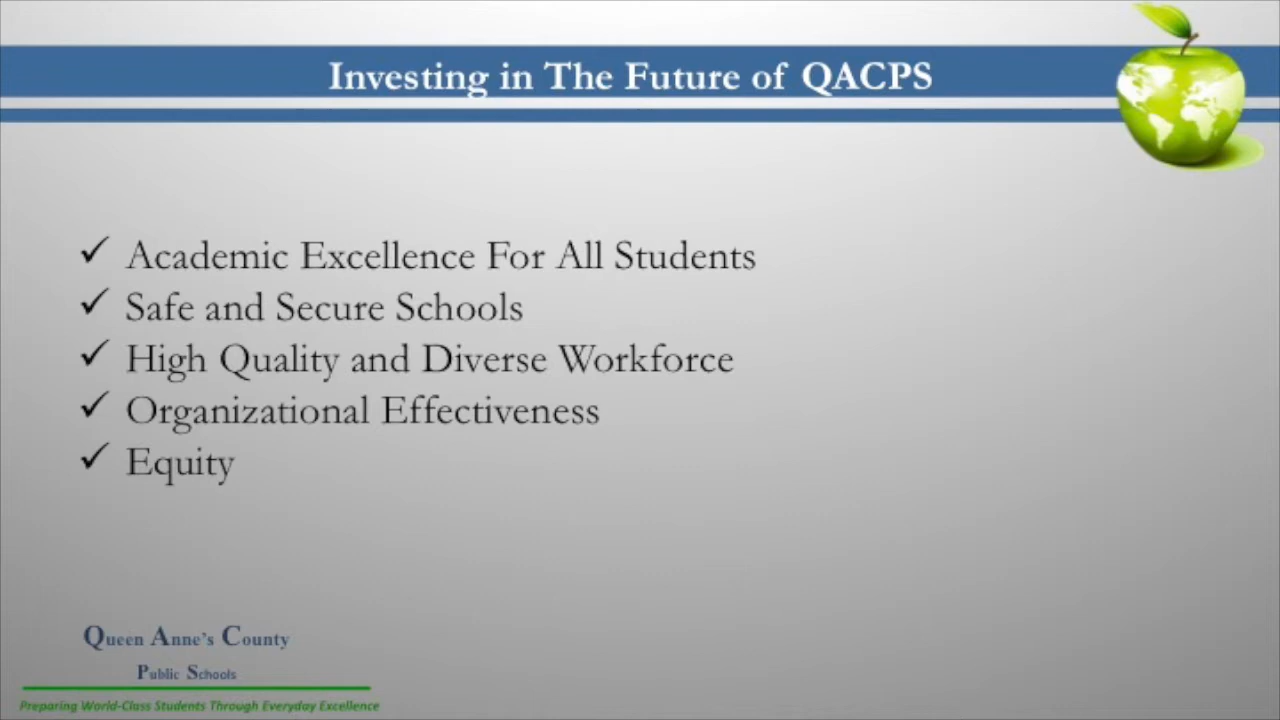 Investing in The Future of QACPS
✓ Academic Excellence For All Students
✓ Safe and Secure Schools
✓ High Quality and Diverse Workforce
✓ Organizational Effectiveness
✓ Equity
Queen Anne's County
Public Schools
Preparing World-Class Students Through Everyday Excellence